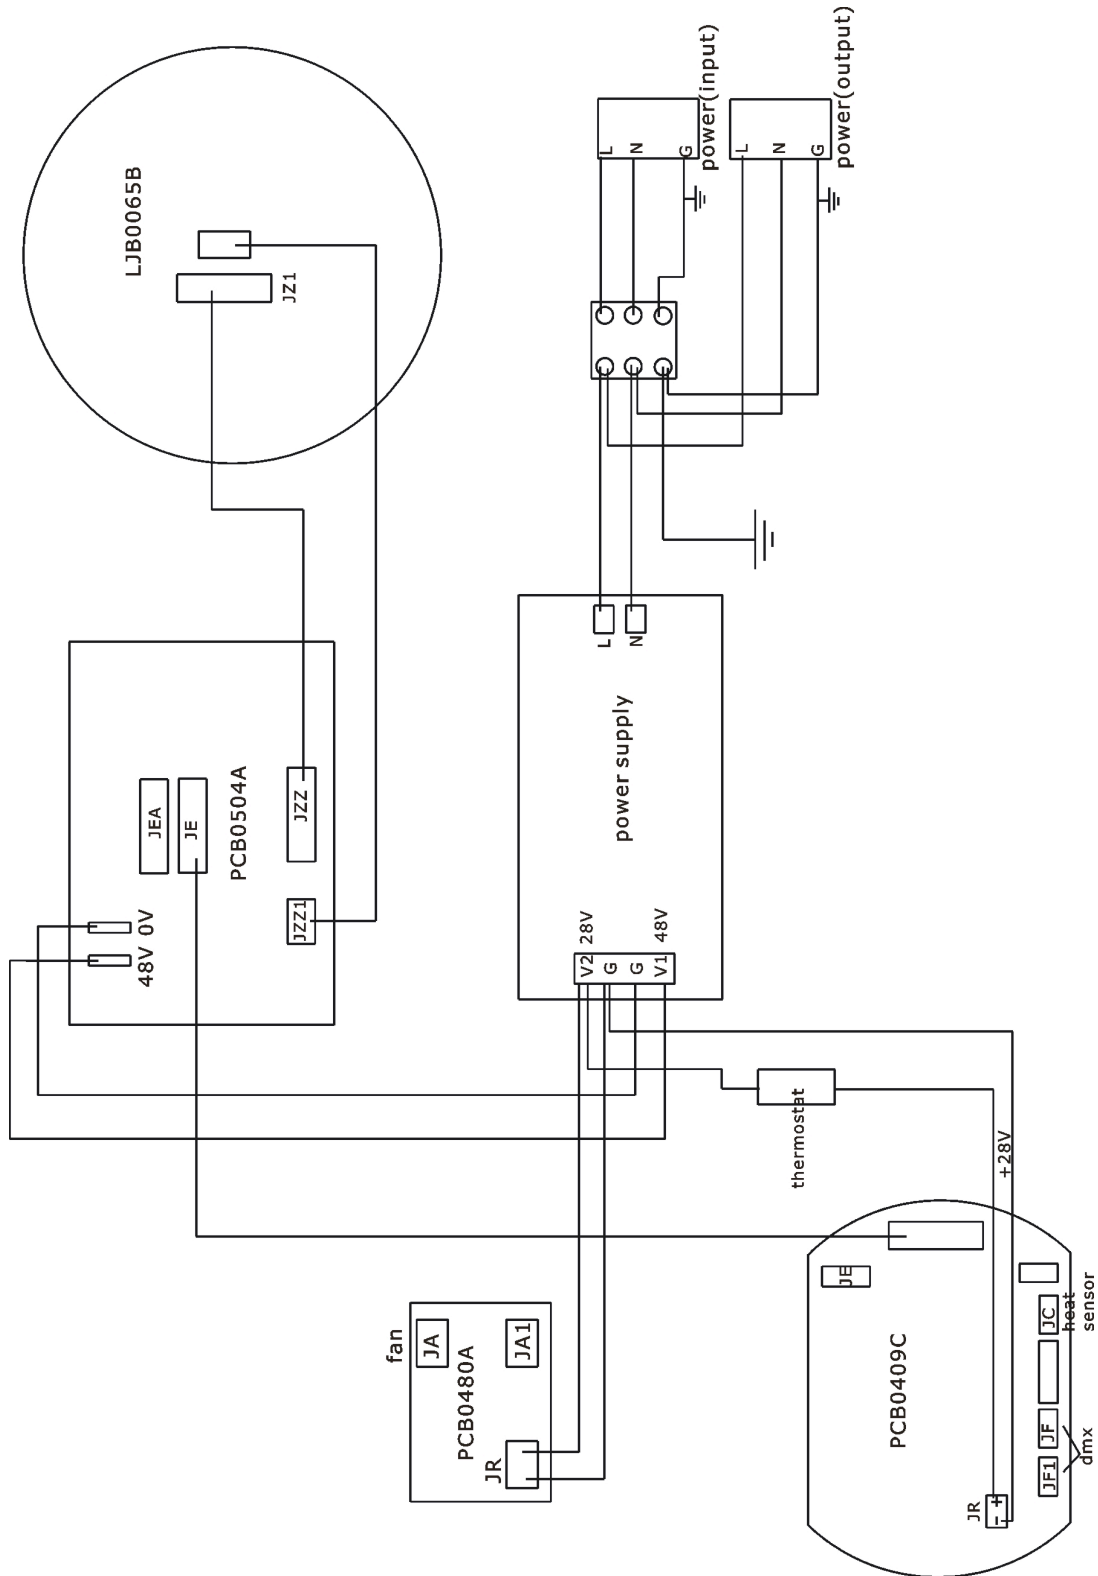 power(input)
power(output)
L
N
G
L
N
G
LJB0065B
JZ1
L
N
power supply
28V
48V
V2
G
G
V1
JEA
JE
PCB0504A
JZZ
JZZ1
0V
48V
thermostat
+28V
fan
JA
JA1
PCB0480A
JR
JE
PCB0409C
JC
heat
sensor
JF
JF1
dmx
JR
+
-